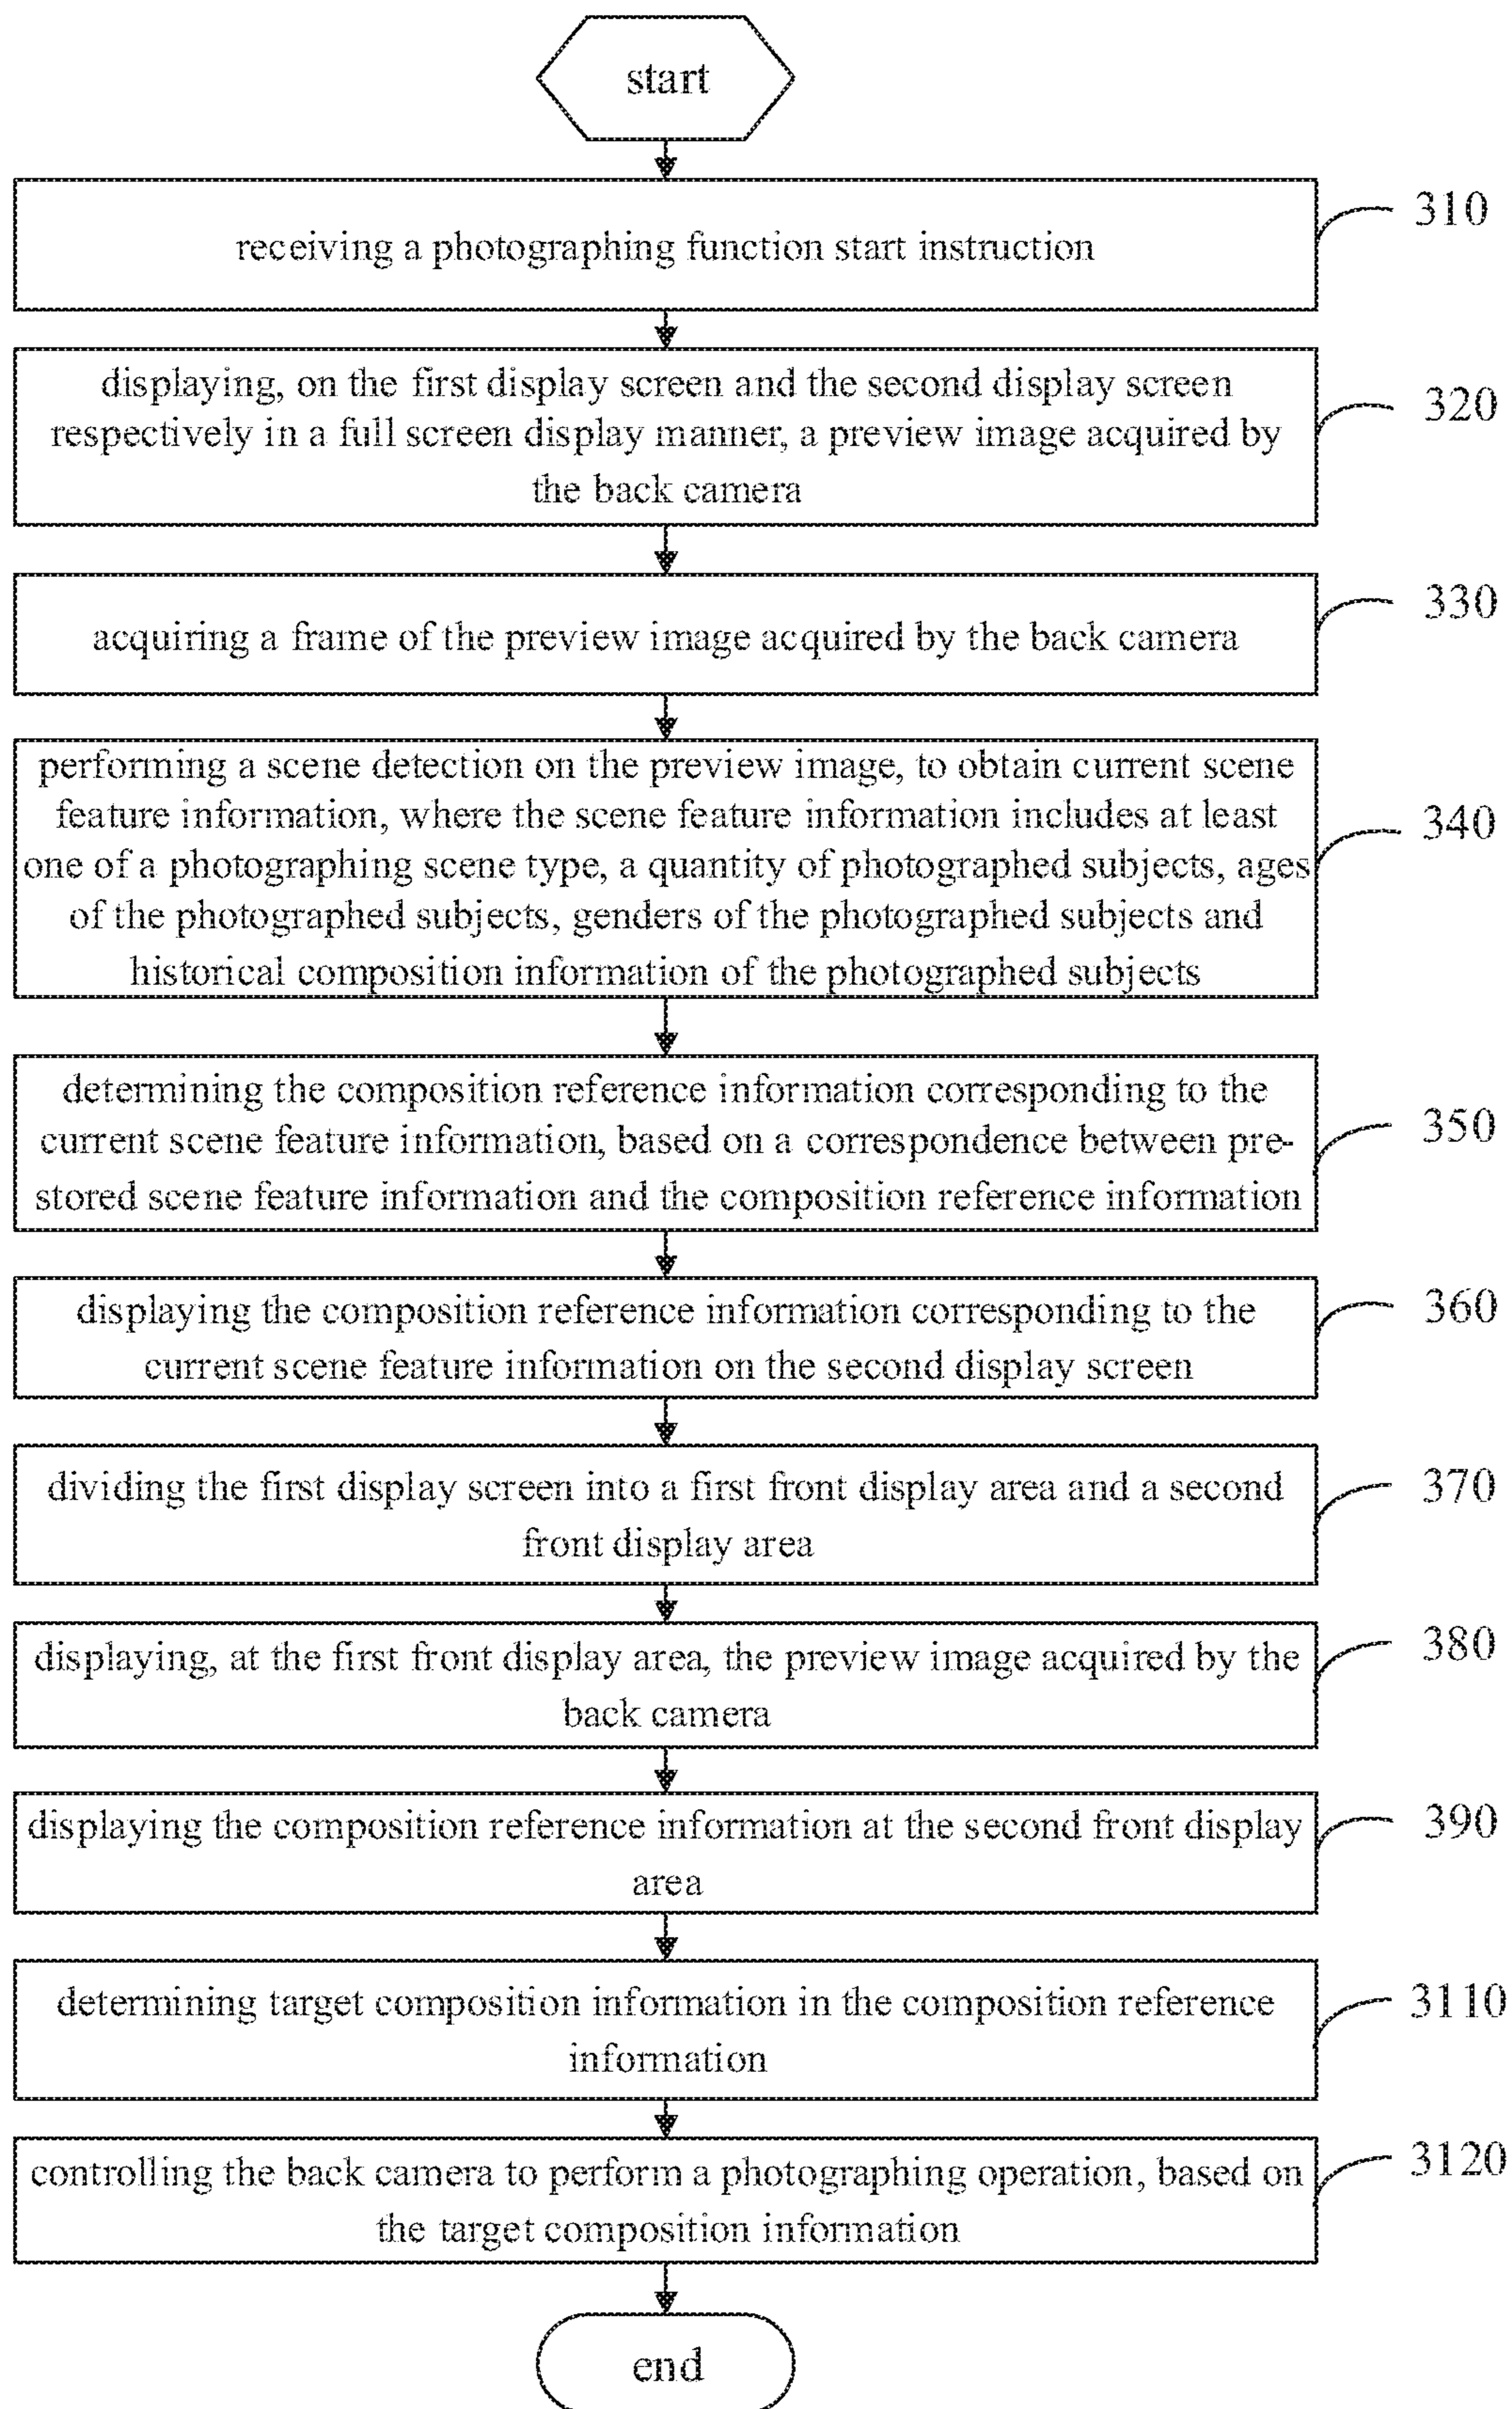 start
receiving a photographing function start instruction
310
displaying, on the first display screen and the second display screen
respectively in a full screen display manner, a preview image acquired by
the back camera
320
acquiring a frame of the preview image acquired by the back camera
330
performing a scene detection on the preview image, to obtain current scene
feature information, where the scene feature information includes at least
one of a photographing scene type, a quantity of photographed subjects, ages
of the photographed subjects, genders of the photographed subjects and
historical composition information of the photographed subjects
340
determining the composition reference information corresponding to the
current scene feature information, based on a correspondence between pre-
stored scene feature information and the composition reference information
350
displaying the composition reference information corresponding to the
current scene feature information on the second display screen
360
dividing the first display screen into a first front display area and a second
front display area
370
displaying, at the first front display area, the preview image acquired by the
back camera
380
displaying the composition reference information at the second front display
area
390
determining target composition information in the composition reference
information
3110
controlling the back camera to perform a photographing operation, based on
the target composition information
3120
end